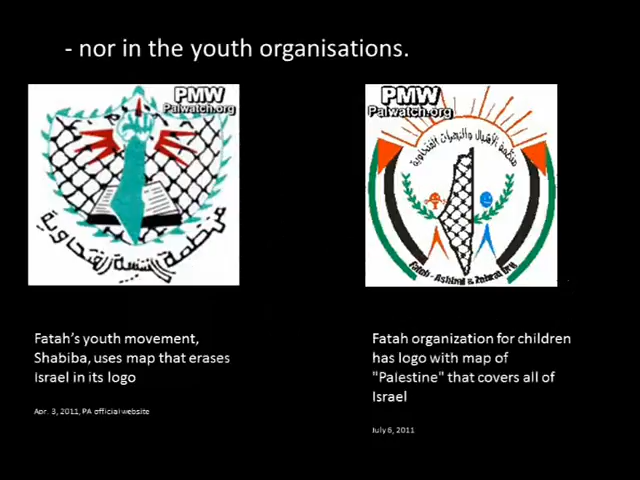 - nor in the youth organisations.
PMW
Palwatch.org
منظمة الشبيبة الفتحاوية
PMW
Palwatch.org
منظمة الأشبال والزهرات الفتحاوية
Fatah - Ashbal & Zahrat Org
Fatah's youth movement,
Shabiba, uses map that erases
Israel in its logo
Apr. 3, 2011, PA official website
Fatah organization for children
has logo with map of
"Palestine" that covers all of
Israel
July 6, 2011